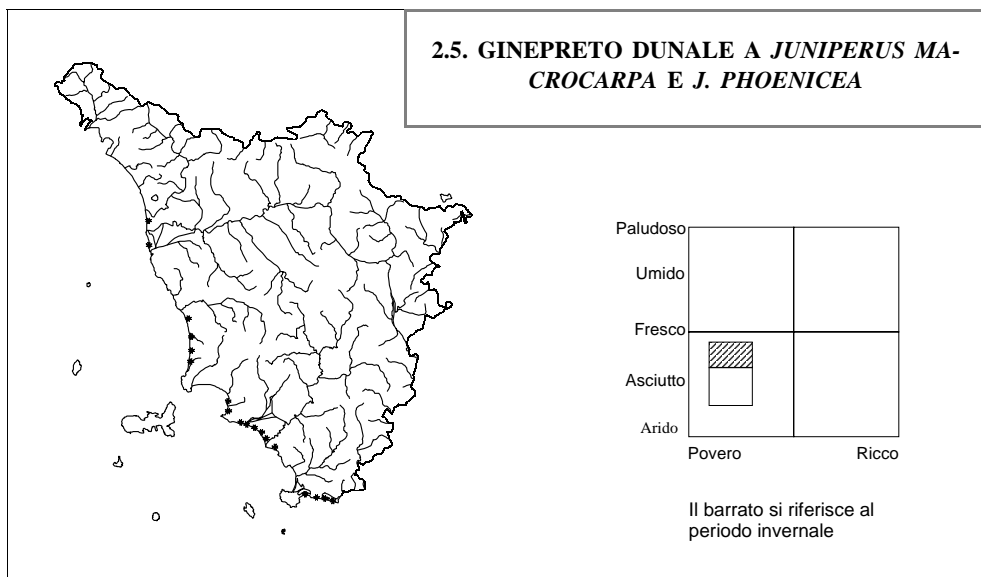 2.5. GINEPRETO DUNALE A JUNIPERUS MA-
CROCARPA E J. PHOENICEA
Paludoso
Umido
Fresco
Asciutto
Arido
Povero Ricco
Il barrato si riferisce al
periodo invernale